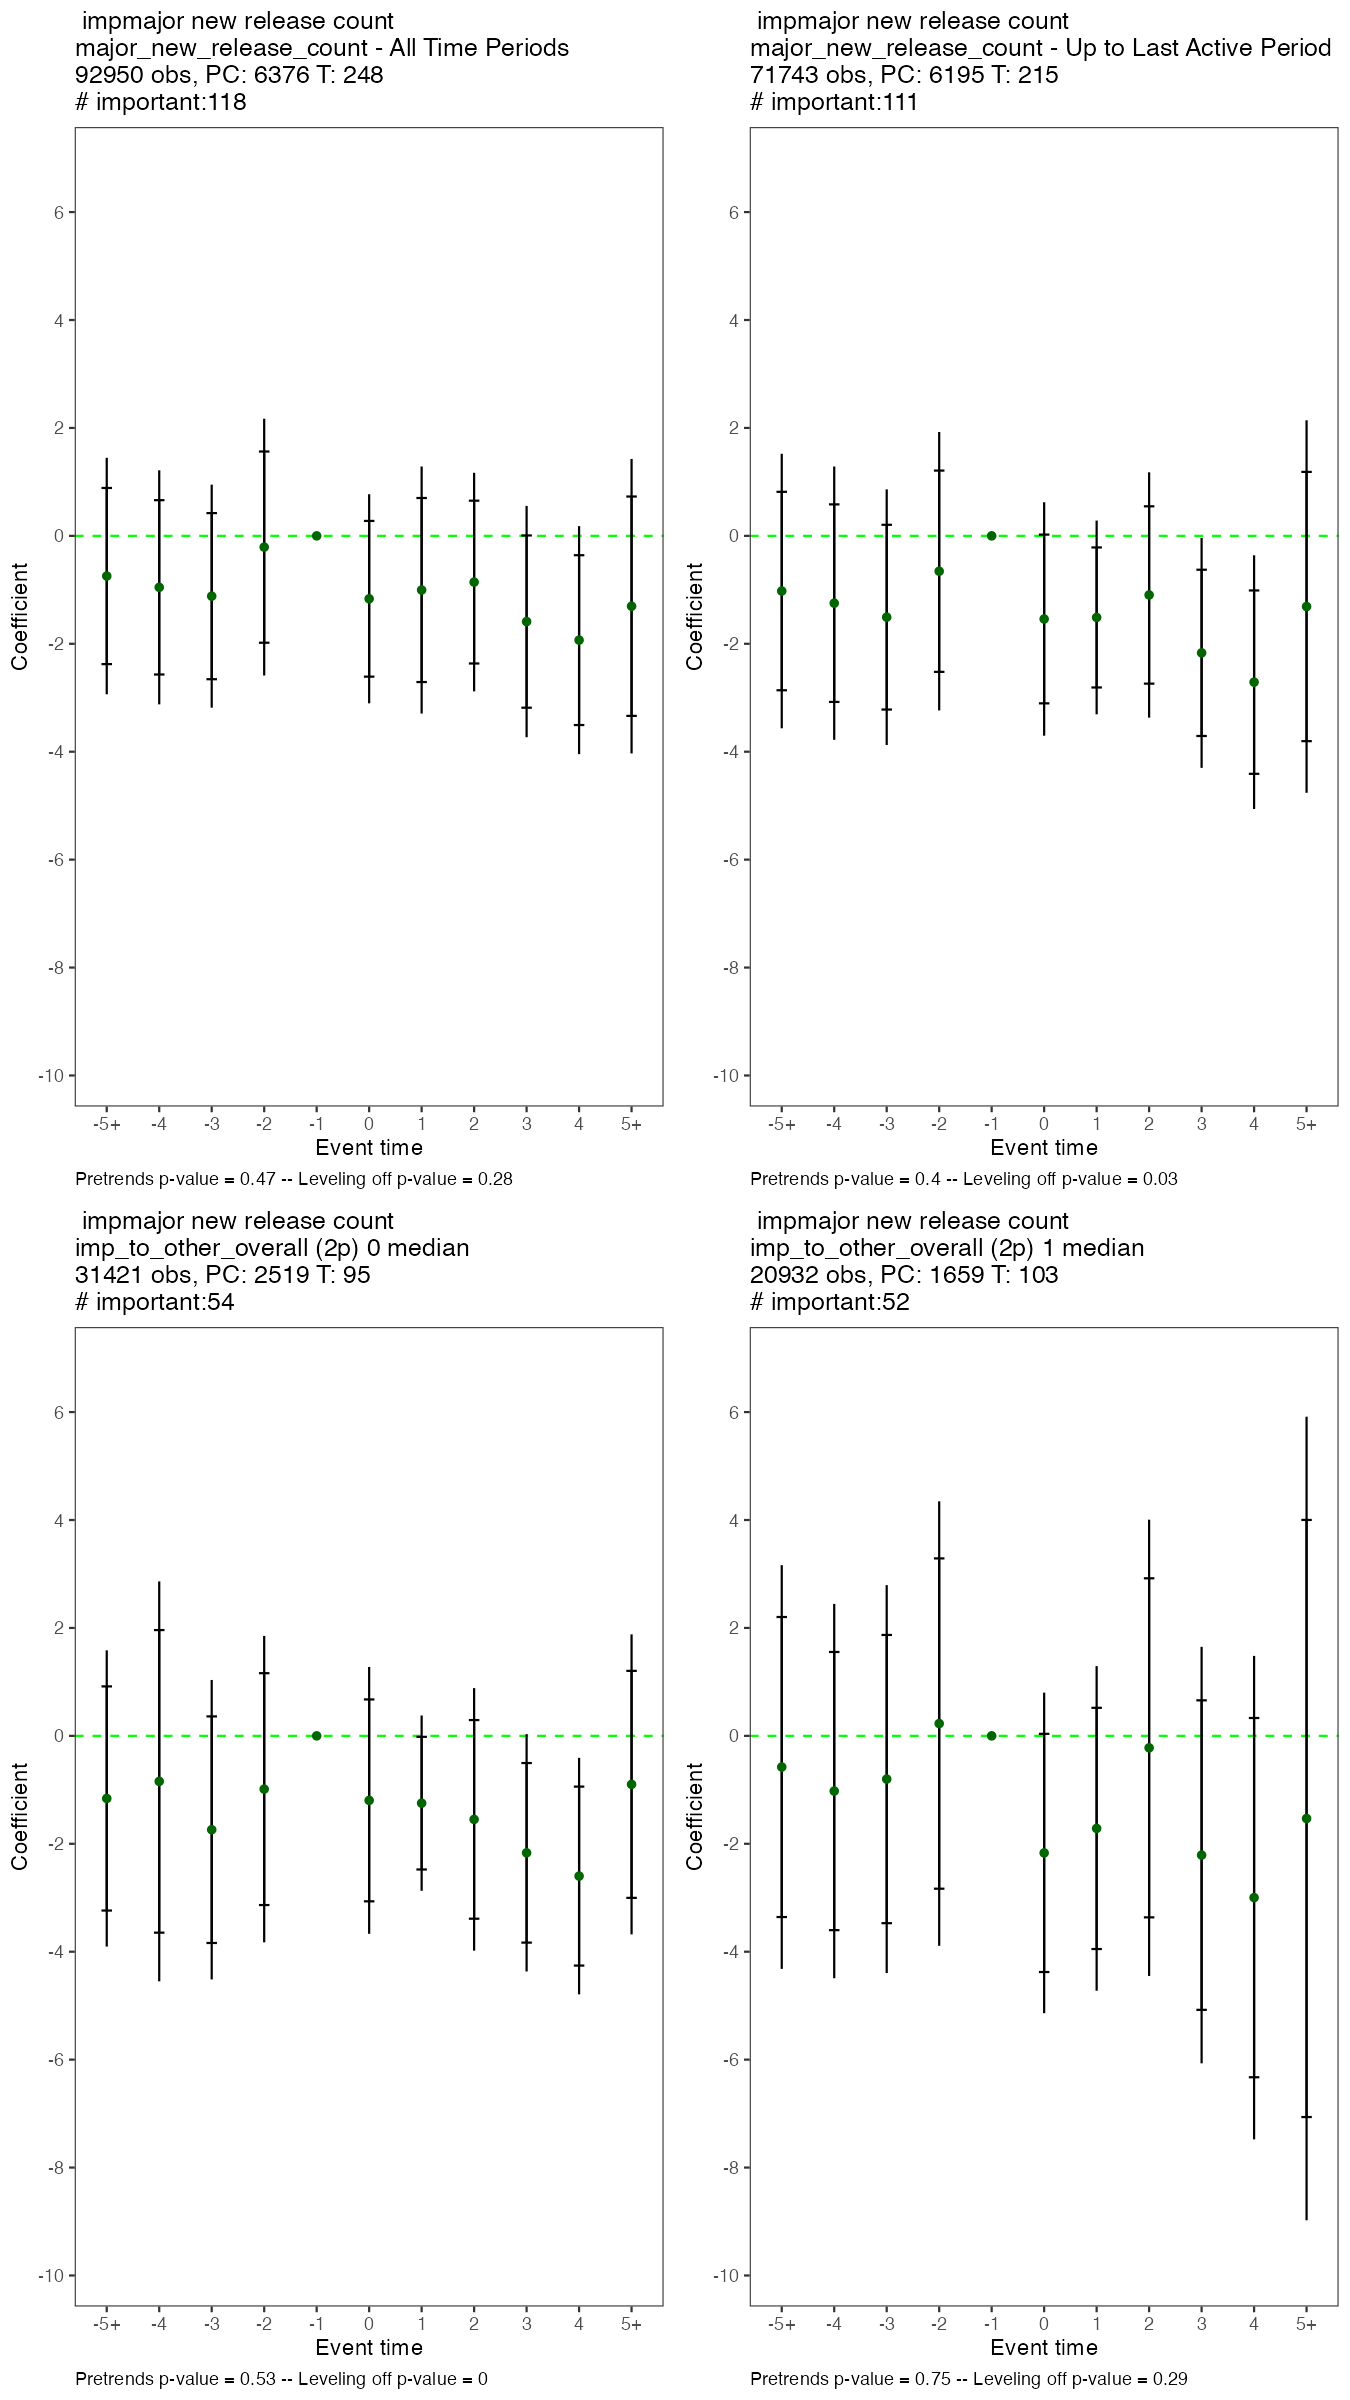 impmajor new release count
major_new_release_count - All Time Periods
92950 obs, PC: 6376 T: 248
# important:118
6
4
2
0
-2
-4
-6
-8
-10
Coefficient
-5+ -4 -3 -2 -1 0 1 2 3 4 5+
Event time
Pretrends p-value = 0.47 -- Leveling off p-value = 0.28
impmajor new release count
major_new_release_count - Up to Last Active Period
71743 obs, PC: 6195 T: 215
# important:111
6
4
2
0
-2
-4
-6
-8
-10
Coefficient
-5+ -4 -3 -2 -1 0 1 2 3 4 5+
Event time
Pretrends p-value = 0.4 -- Leveling off p-value = 0.03
impmajor new release count
imp_to_other_overall (2p) 0 median
31421 obs, PC: 2519 T: 95
# important:54
6
4
2
0
-2
-4
-6
-8
-10
Coefficient
-5+ -4 -3 -2 -1 0 1 2 3 4 5+
Event time
Pretrends p-value = 0.53 -- Leveling off p-value = 0
impmajor new release count
imp_to_other_overall (2p) 1 median
20932 obs, PC: 1659 T: 103
# important:52
6
4
2
0
-2
-4
-6
-8
-10
Coefficient
-5+ -4 -3 -2 -1 0 1 2 3 4 5+
Event time
Pretrends p-value = 0.75 -- Leveling off p-value = 0.29